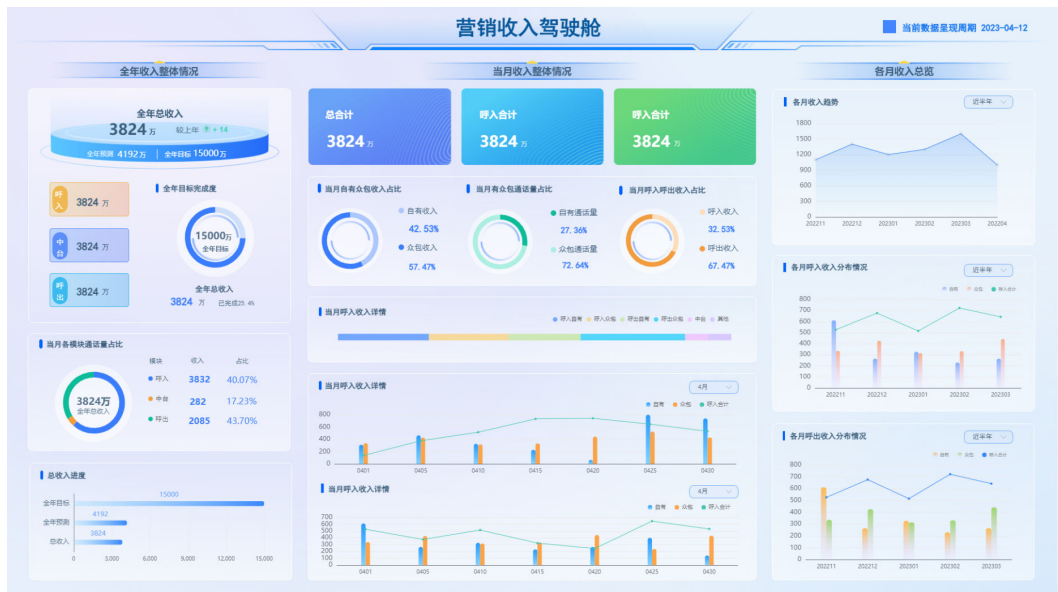 营销收入驾驶舱
当前数据呈现周期 2023-04-12
全年收入整体情况
全年总收入
3824 万 较上年 + 14
全年预测 4192万 全年目标 15000万
呼入 3824 万
中台 3824 万
呼出 3824 万
全年目标完成度
15000万
全年目标
全年总收入
3824 万 已完成25.4%
当月各模块通话量占比
3824万
全年总收入
模块 收入 占比
呼入 3832 40.07%
中台 282 17.23%
呼出 2085 43.70%
总收入进度
全年目标 15000
全年预测 4192
总收入 3824
0 3,000 6,000 9,000 12,000 15,000
当月收入整体情况
总合计
3824 万
呼入合计
3824 万
呼入合计
3824 万
当月自有众包收入占比
自有收入
42.53%
众包收入
57.47%
当月有众包通话量占比
自有通话量
27.36%
众包通话量
72.64%
当月呼入呼出收入占比
呼入收入
32.53%
呼出收入
67.47%
当月呼入收入详情
呼入自有 呼入众包 呼出自有 呼出众包 中台 其他
当月呼入收入详情
4月
自有 众包 呼入合计
800
600
400
200
0
0401 0405 0410 0415 0420 0425 0430
当月呼入收入详情
4月
自有 众包 呼入合计
700
600
500
400
300
200
100
0
0401 0405 0410 0415 0420 0425 0430
各月收入总览
各月收入趋势
近半年
1800
1500
1200
900
600
300
0
202211 202212 202301 202302 202303 202204
各月呼入收入分布情况
近半年
自有 众包 呼入合计
800
700
600
500
400
300
200
100
0
202211 202212 202301 202302 202303
各月呼出收入分布情况
近半年
自有 众包 呼入合计
800
700
600
500
400
300
200
100
0
202211 202212 202301 202302 202303